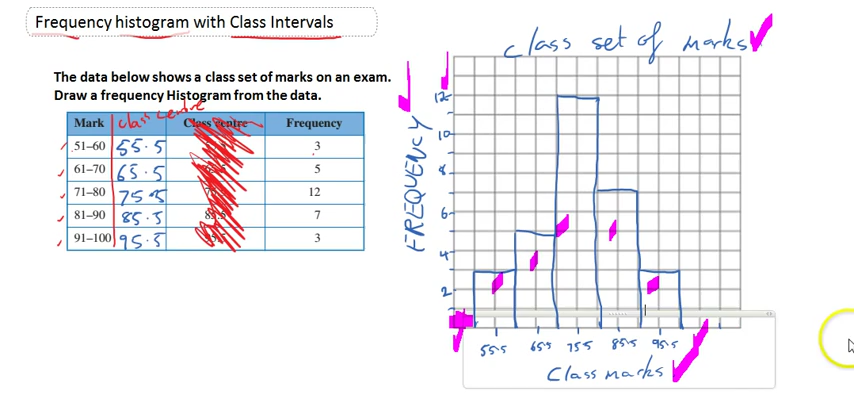 Frequency histogram with Class Intervals
The data below shows a class set of marks on an exam.
Draw a frequency Histogram from the data.
Mark class centre Class centre Frequency
51–60 55.5 3
61–70 65.5 5
71–80 75.5 12
81–90 85.5 85.5 7
91–100 95.5 3
class set of marks
FREQUENCY
12
10
8
6
4
2
55.5 65.5 75.5 85.5 95.5
Class marks